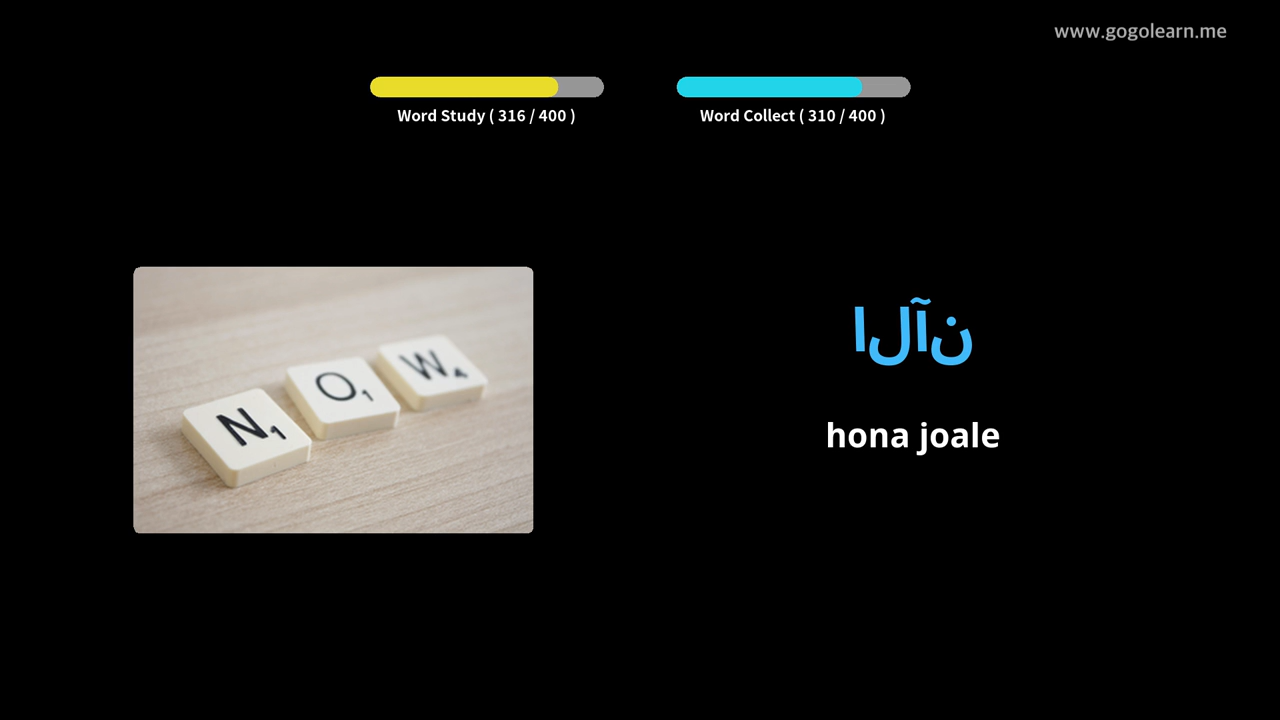 www.gogolearn.me
Word Study ( 316 / 400 )
Word Collect ( 310 / 400 )
N1 O1 W4
الآن
hona joale